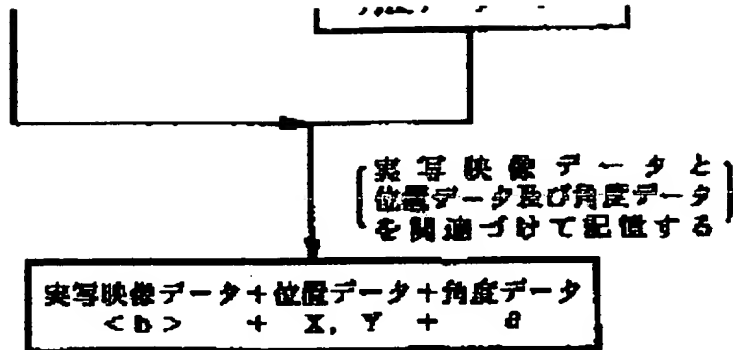 実写映像データと
位置データ及び角度データ
を関連づけて記憶する
実写映像データ+位置データ+角度データ
<b> + X, Y + θ